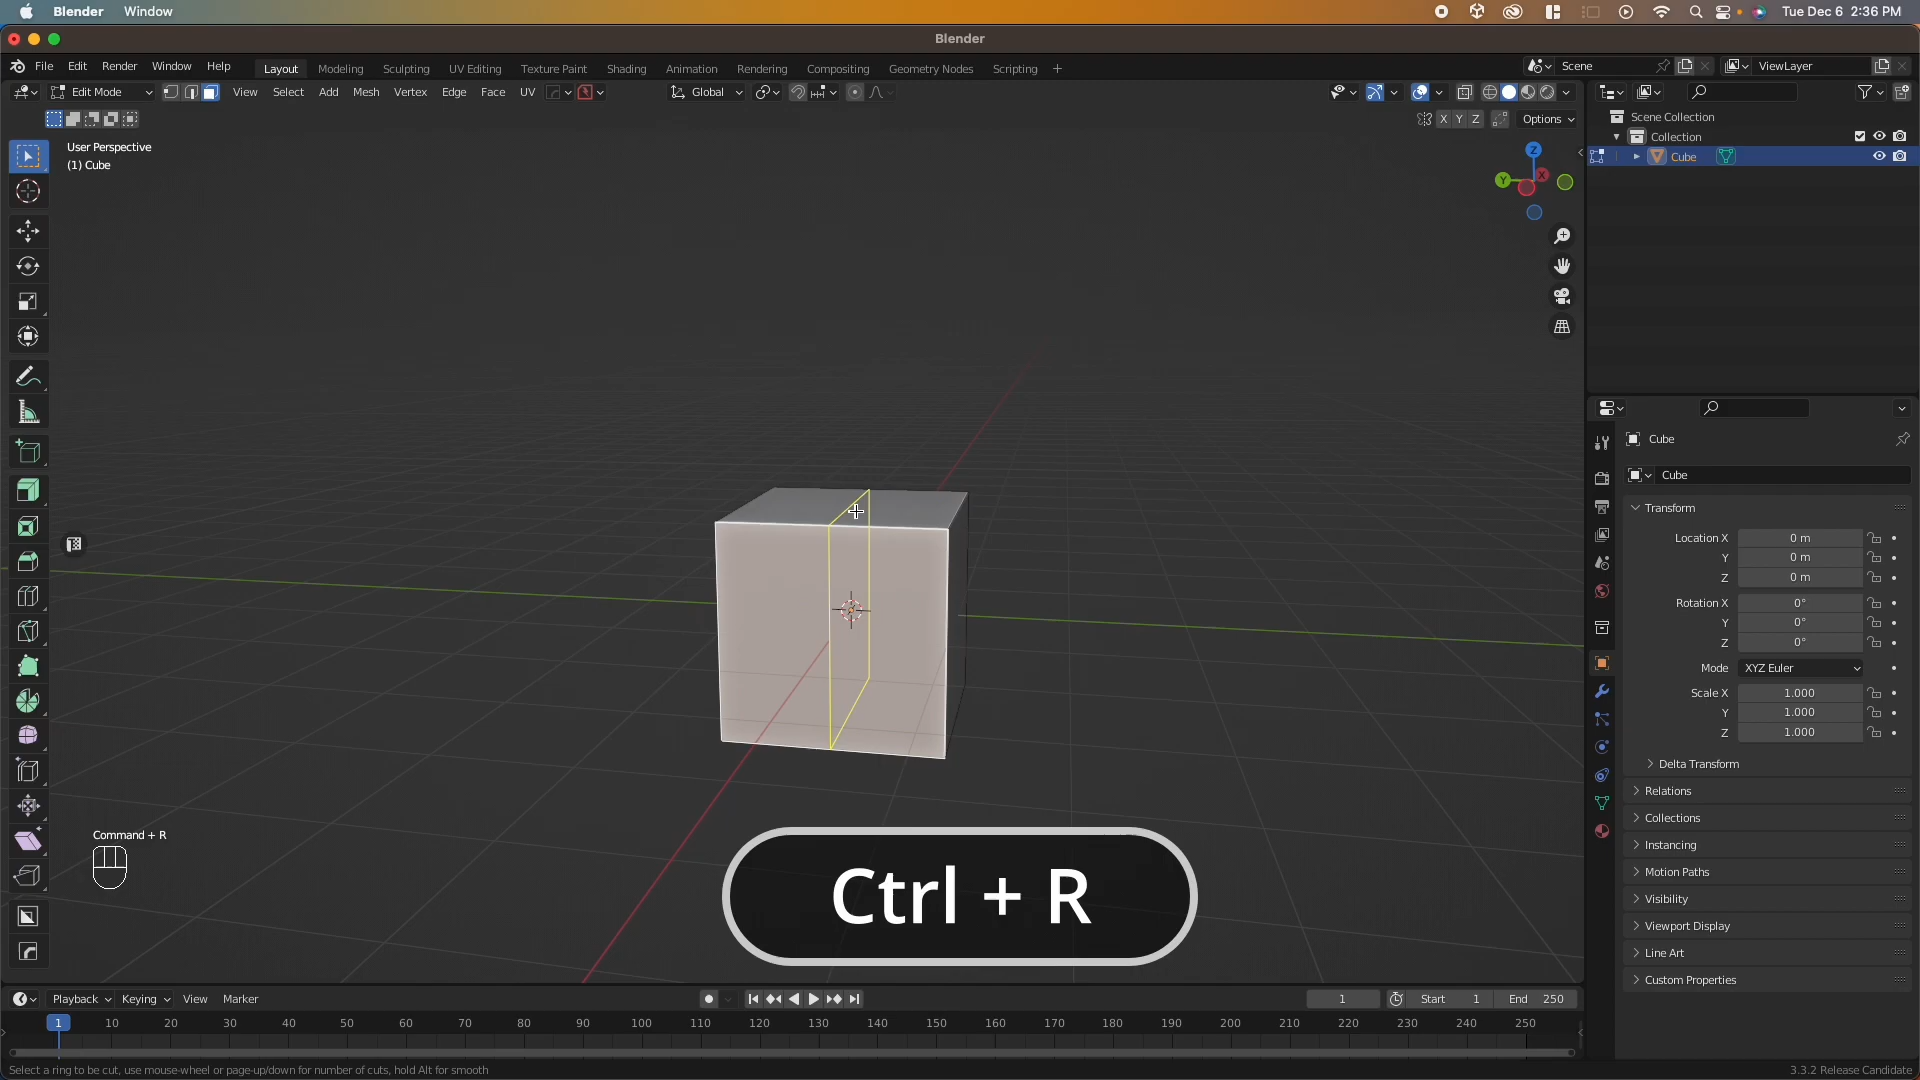 Blender Window
Tue Dec 6 2:36 PM
Blender
File Edit Render Window Help
Layout Modeling Sculpting UV Editing Texture Paint Shading Animation Rendering Compositing Geometry Nodes Scripting +
Scene
ViewLayer
Edit Mode
View Select Add Mesh Vertex Edge Face UV
Global
X Y Z
Options
Scene Collection
Collection
Cube
User Perspective
(1) Cube
Z
Y
X
Cube
Cube
Transform
Location X 0 m
Y 0 m
Z 0 m
Rotation X 0°
Y 0°
Z 0°
Mode XYZ Euler
Scale X 1.000
Y 1.000
Z 1.000
Delta Transform
Relations
Collections
Instancing
Motion Paths
Visibility
Viewport Display
Line Art
Custom Properties
Command + R
Ctrl + R
Playback Keying View Marker
1
Start 1
End 250
1 10 20 30 40 50 60 70 80 90 100 110 120 130 140 150 160 170 180 190 200 210 220 230 240 250
Select a ring to be cut, use mouse-wheel or page-up/down for number of cuts, hold Alt for smooth
3.3.2 Release Candidate